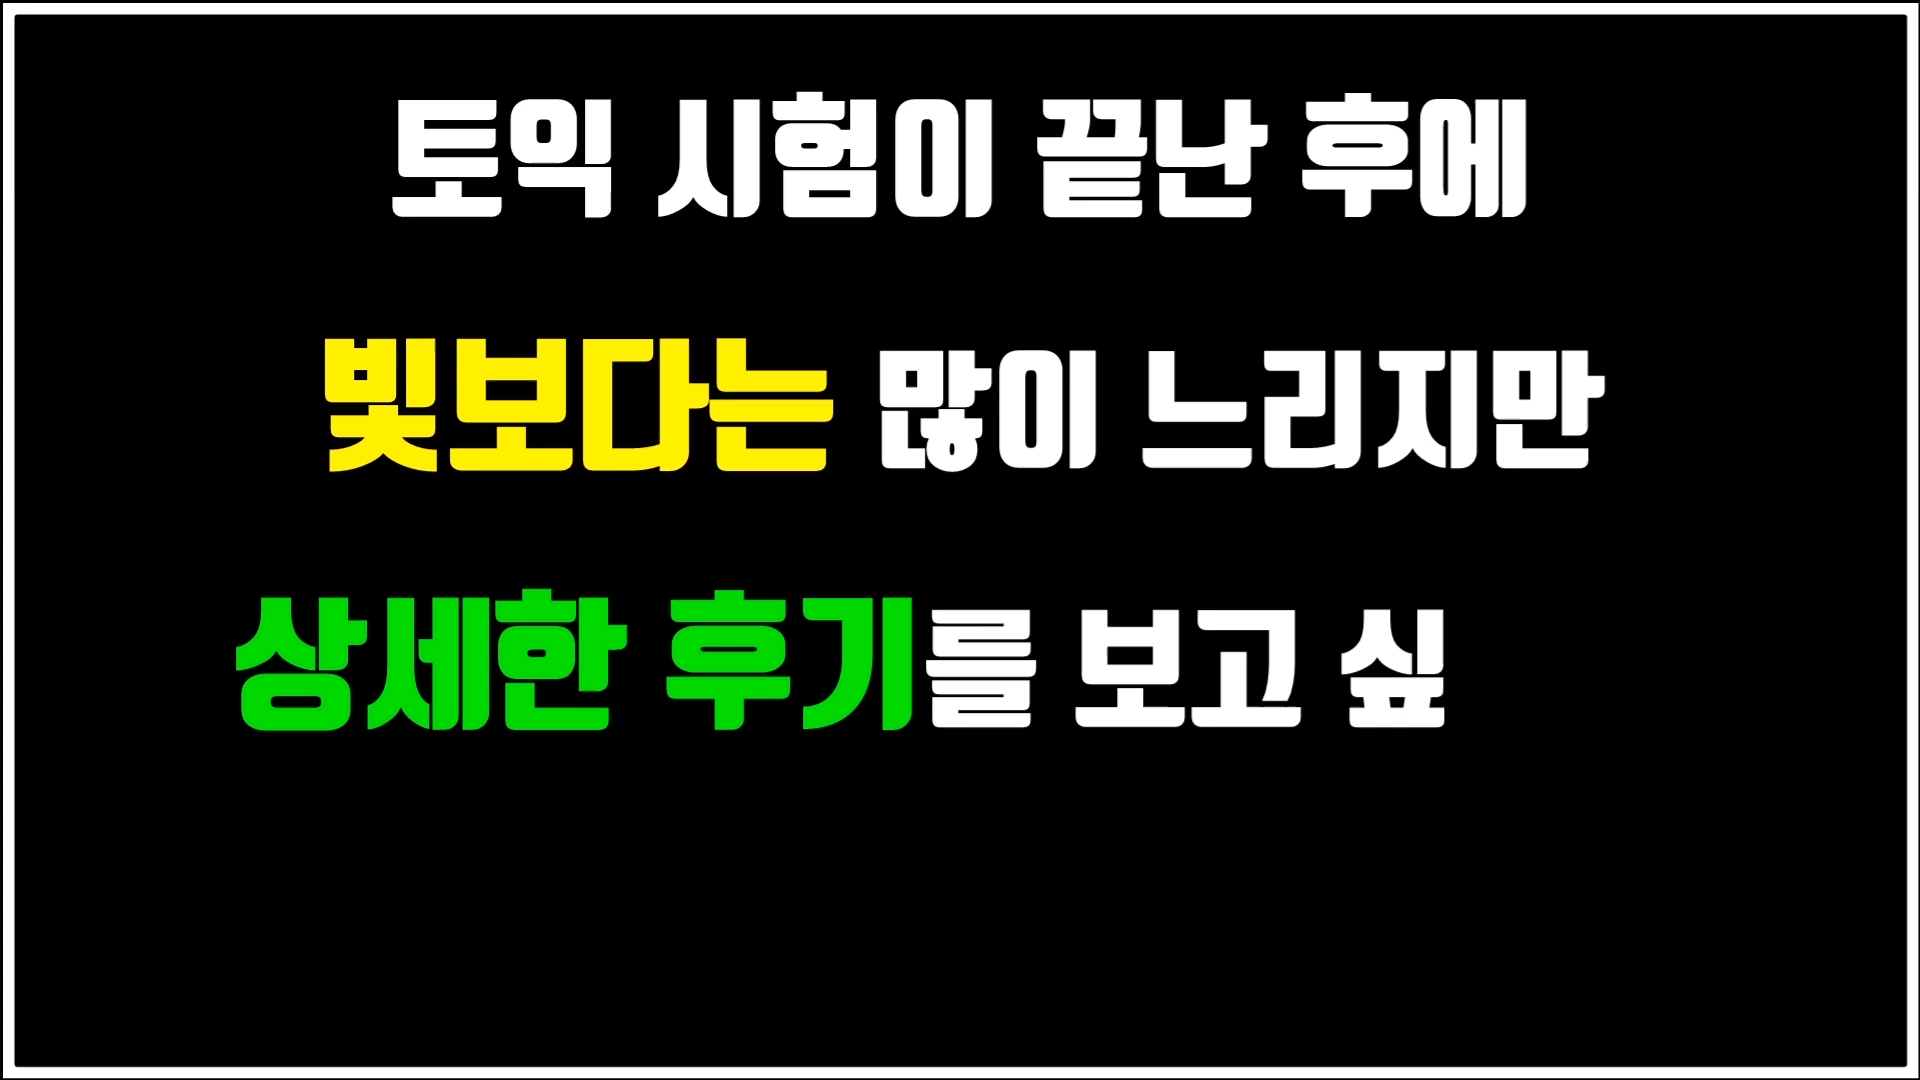 토익 시험이 끝난 후에
빛보다는 많이 느리지만
상세한 후기를 보고 싶